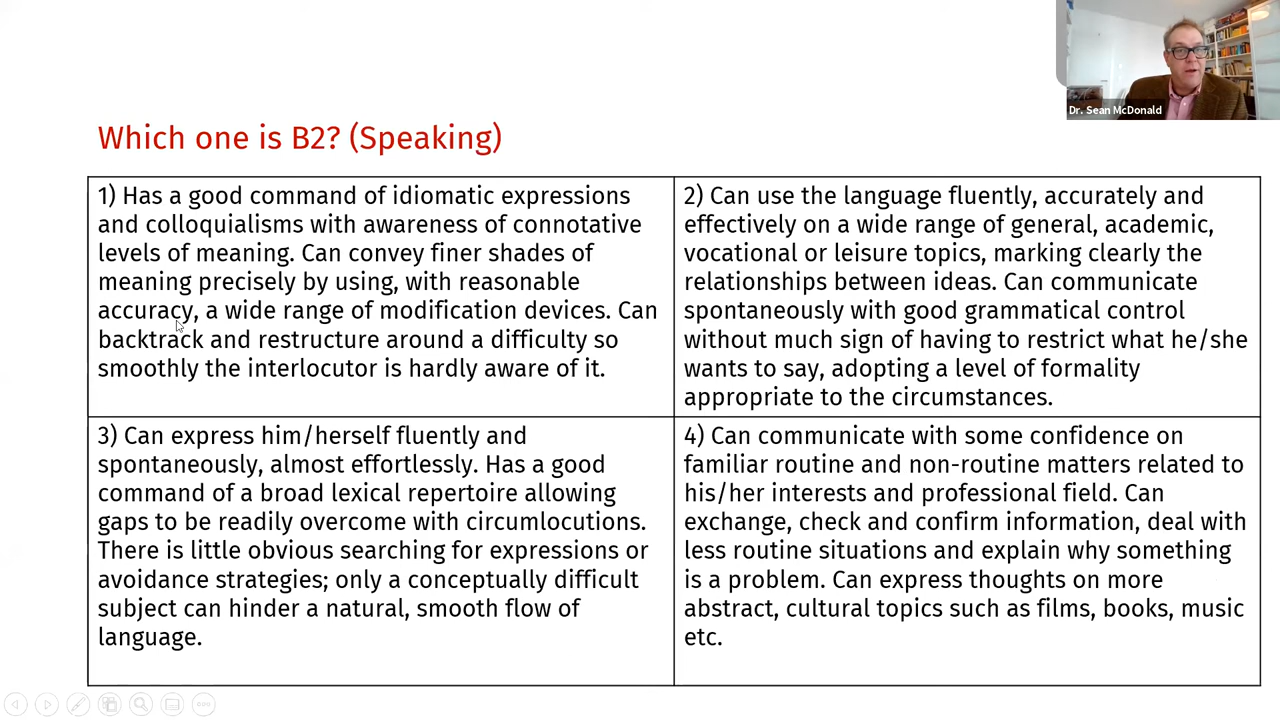 Dr. Sean McDonald
Which one is B2? (Speaking)
1) Has a good command of idiomatic expressions
and colloquialisms with awareness of connotative
levels of meaning. Can convey finer shades of
meaning precisely by using, with reasonable
accuracy, a wide range of modification devices. Can
backtrack and restructure around a difficulty so
smoothly the interlocutor is hardly aware of it.
2) Can use the language fluently, accurately and
effectively on a wide range of general, academic,
vocational or leisure topics, marking clearly the
relationships between ideas. Can communicate
spontaneously with good grammatical control
without much sign of having to restrict what he/she
wants to say, adopting a level of formality
appropriate to the circumstances.
3) Can express him/herself fluently and
spontaneously, almost effortlessly. Has a good
command of a broad lexical repertoire allowing
gaps to be readily overcome with circumlocutions.
There is little obvious searching for expressions or
avoidance strategies; only a conceptually difficult
subject can hinder a natural, smooth flow of
language.
4) Can communicate with some confidence on
familiar routine and non-routine matters related to
his/her interests and professional field. Can
exchange, check and confirm information, deal with
less routine situations and explain why something
is a problem. Can express thoughts on more
abstract, cultural topics such as films, books, music
etc.